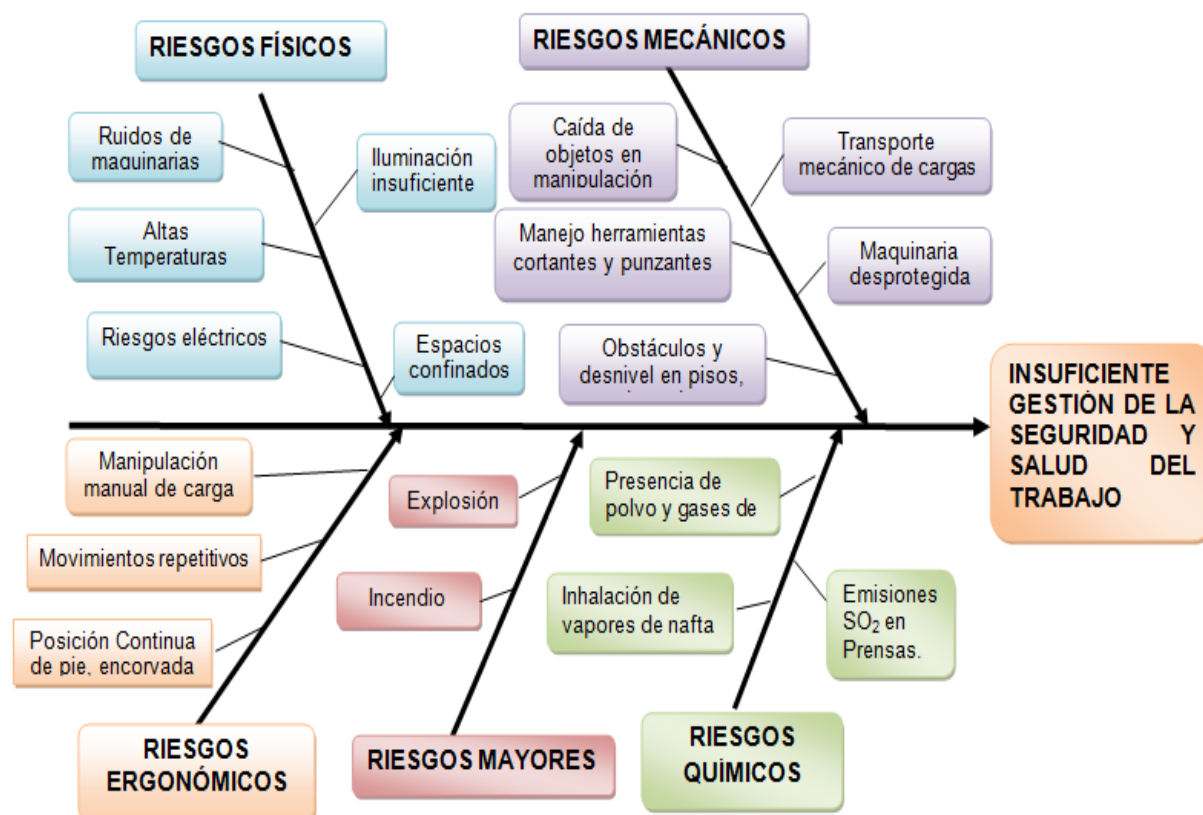 RIESGOS FÍSICOS
RIESGOS MECÁNICOS
Ruidos de
maquinarias
Iluminación
insuficiente
Altas
Temperaturas
Riesgos eléctricos
Espacios
confinados
Caída de
objetos en
manipulación
Transporte
mecánico de cargas
Manejo herramientas
cortantes y punzantes
Maquinaria
desprotegida
Obstáculos y
desnivel en pisos,
INSUFICIENTE
GESTIÓN DE LA
SEGURIDAD Y
SALUD DEL
TRABAJO
Manipulación
manual de carga
Movimientos repetitivos
Posición Continua
de pie, encorvada
Explosión
Incendio
Presencia de
polvo y gases de
Inhalación de
vapores de nafta
Emisiones
SO₂ en
Prensas.
RIESGOS
ERGONÓMICOS
RIESGOS MAYORES
RIESGOS
QUÍMICOS